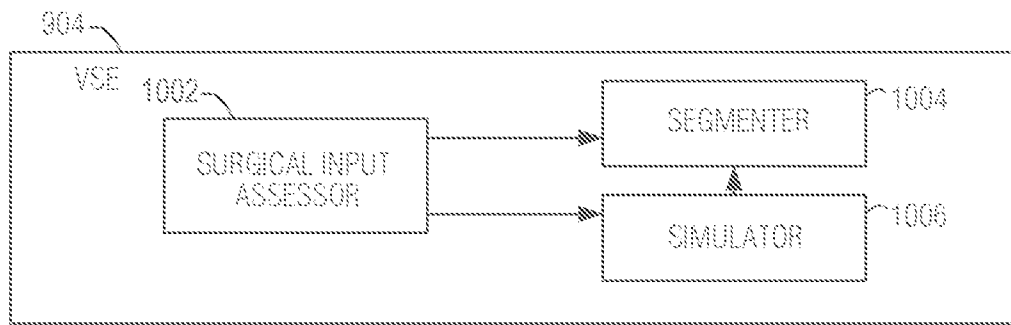 904
VSE
1002
SURGICAL INPUT
ASSESSOR
SEGMENTER
1004
SIMULATOR
1006